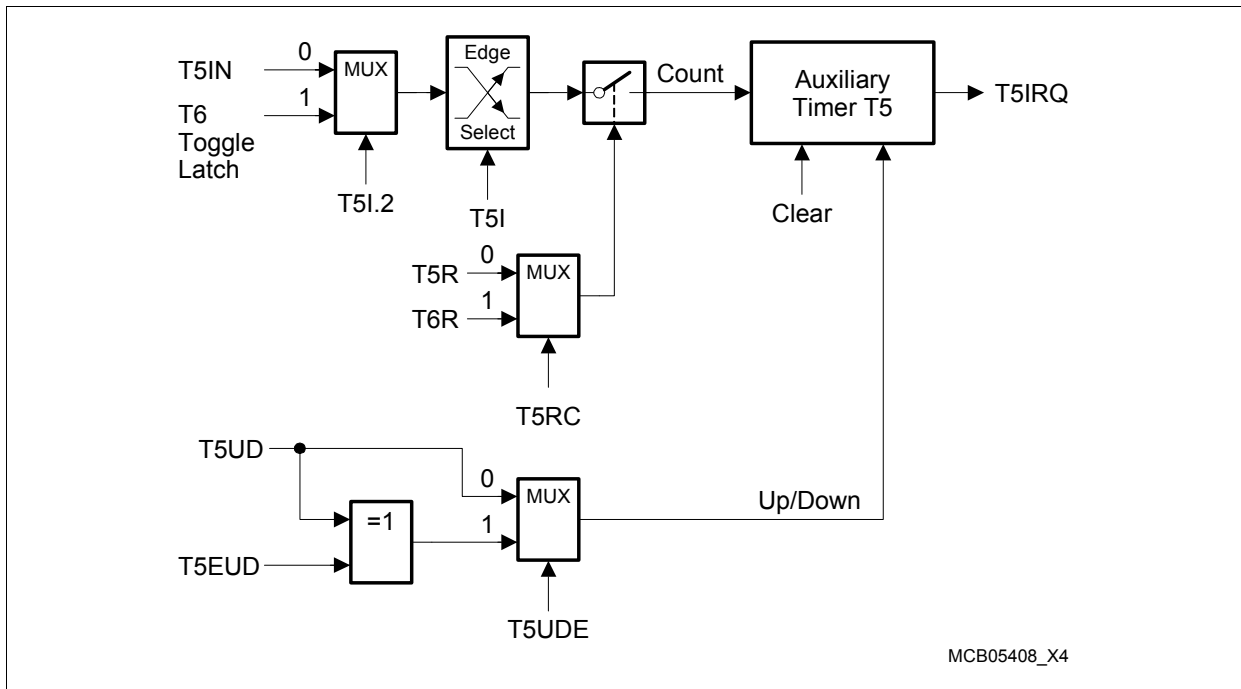 0
T5IN
MUX
Edge
Select
Count
Auxiliary
Timer T5
T5IRQ
1
T6
Toggle
Latch
T5I.2
T5I
Clear
0
T5R
MUX
1
T6R
T5RC
T5UD
0
MUX
Up/Down
=1
1
T5EUD
T5UDE
MCB05408_X4